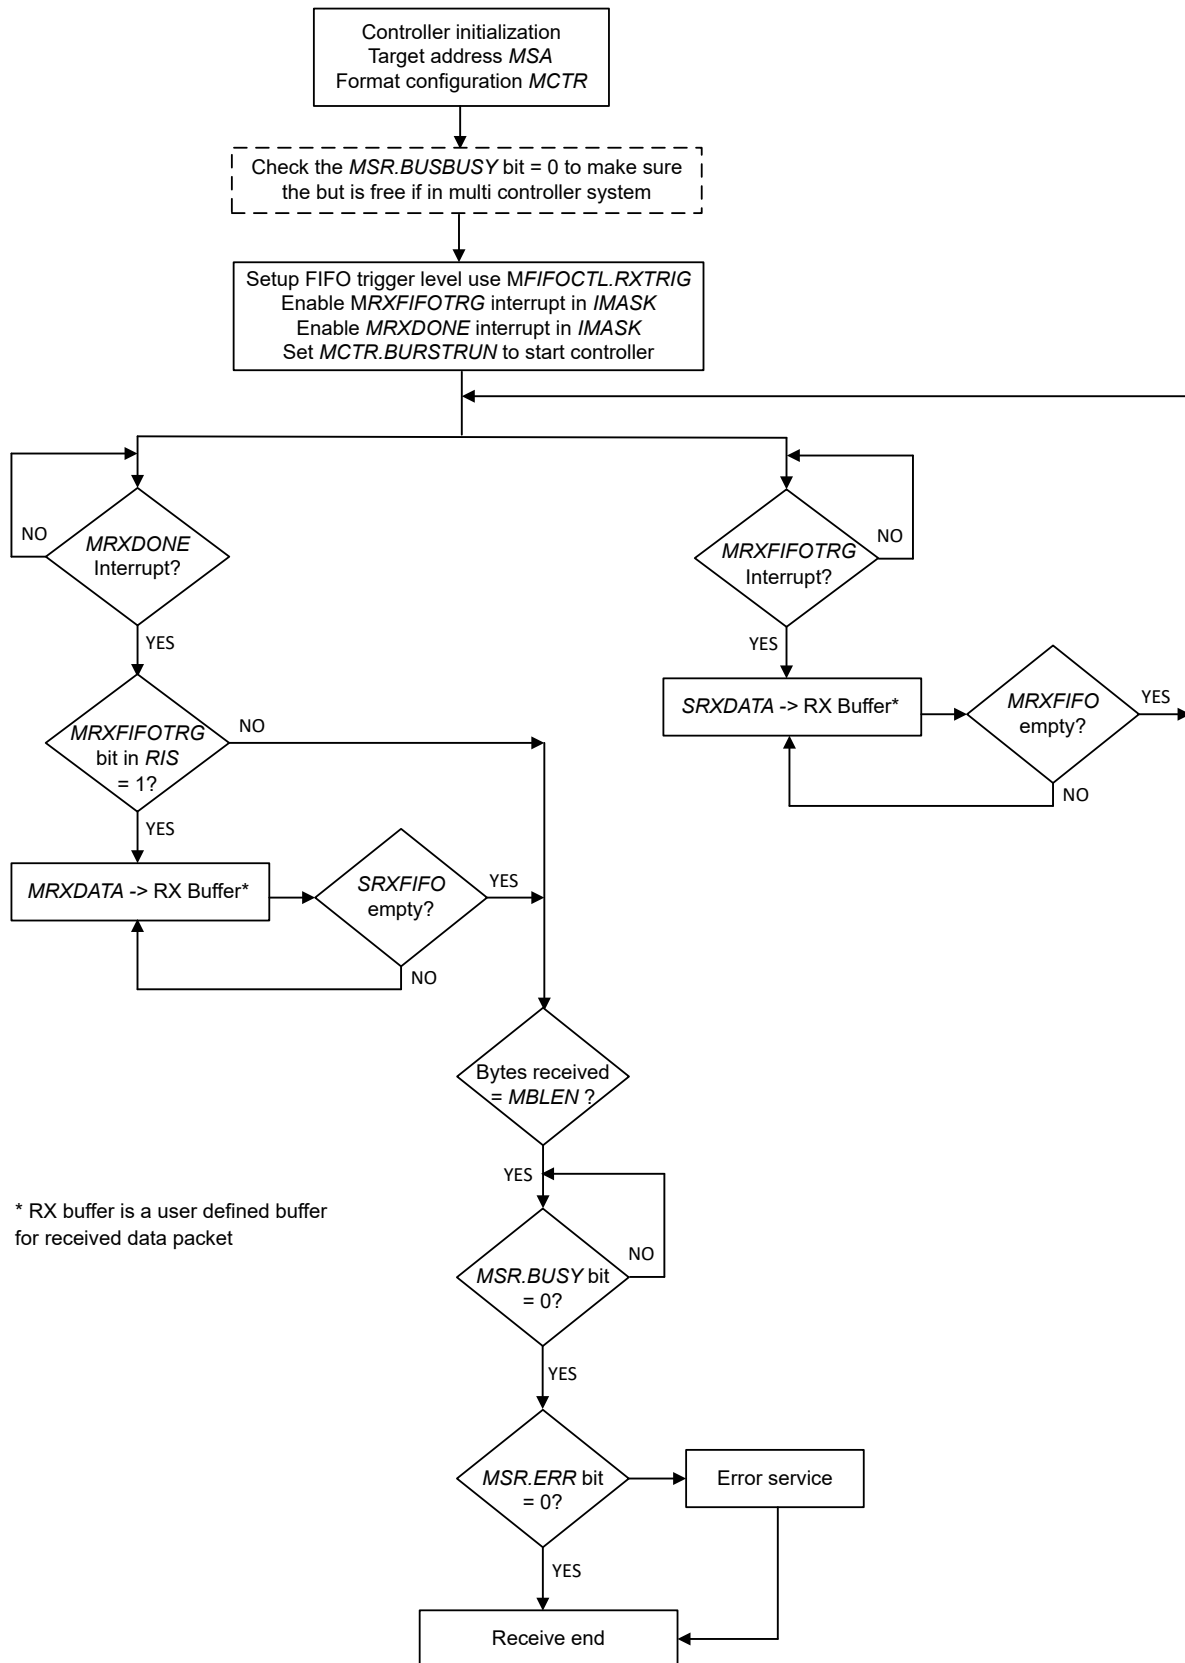 Controller initialization
Target address MSA
Format configuration MCTR
Check the MSR.BUSBUSY bit = 0 to make sure
the but is free if in multi controller system
Setup FIFO trigger level use MFIFOCTL.RXTRIG
Enable MRXFIFOTRG interrupt in IMASK
Enable MRXDONE interrupt in IMASK
Set MCTR.BURSTRUN to start controller
NO
MRXDONE
Interrupt?
YES
MRXFIFOTRG
Interrupt?
NO
YES
MRXFIFOTRG
bit in RIS
= 1?
NO
YES
SRXDATA -> RX Buffer*
MRXFIFO
empty?
YES
NO
MRXDATA -> RX Buffer*
SRXFIFO
empty?
YES
NO
Bytes received
= MBLEN ?
YES
* RX buffer is a user defined buffer
for received data packet
MSR.BUSY bit
= 0?
NO
YES
MSR.ERR bit
= 0?
Error service
YES
Receive end